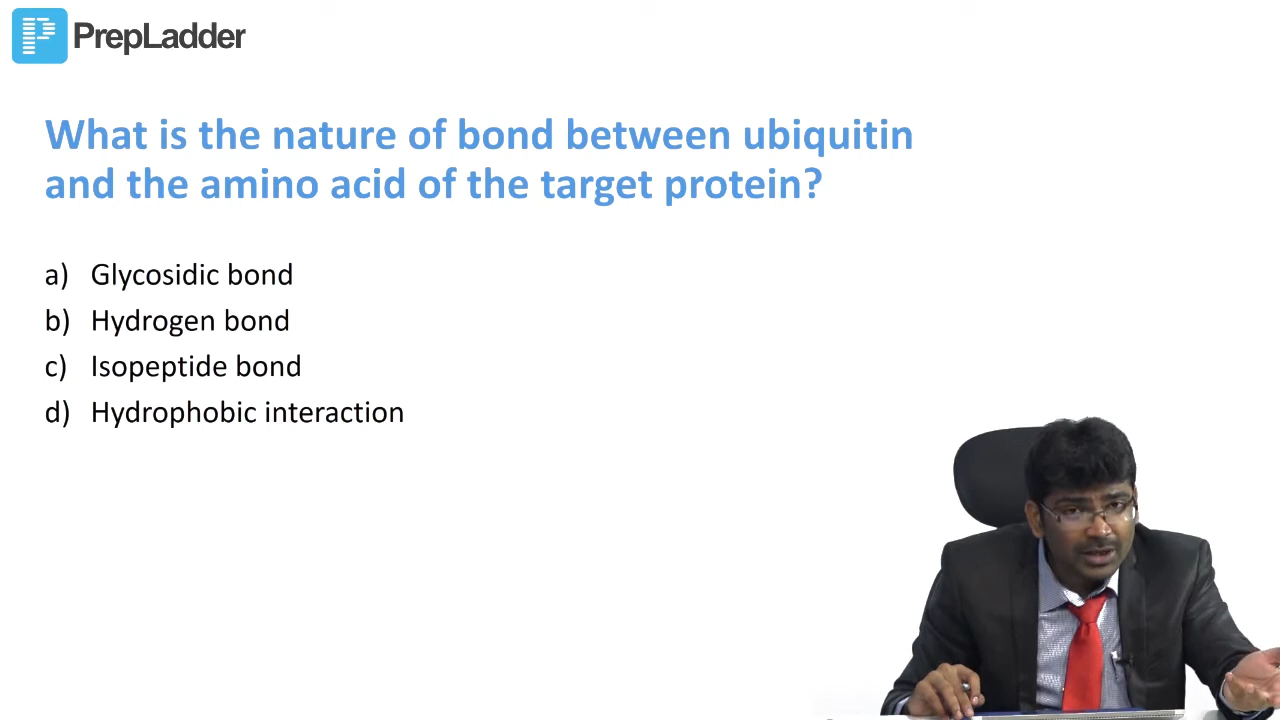 PrepLadder
What is the nature of bond between ubiquitin
and the amino acid of the target protein?
a) Glycosidic bond
b) Hydrogen bond
c) Isopeptide bond
d) Hydrophobic interaction